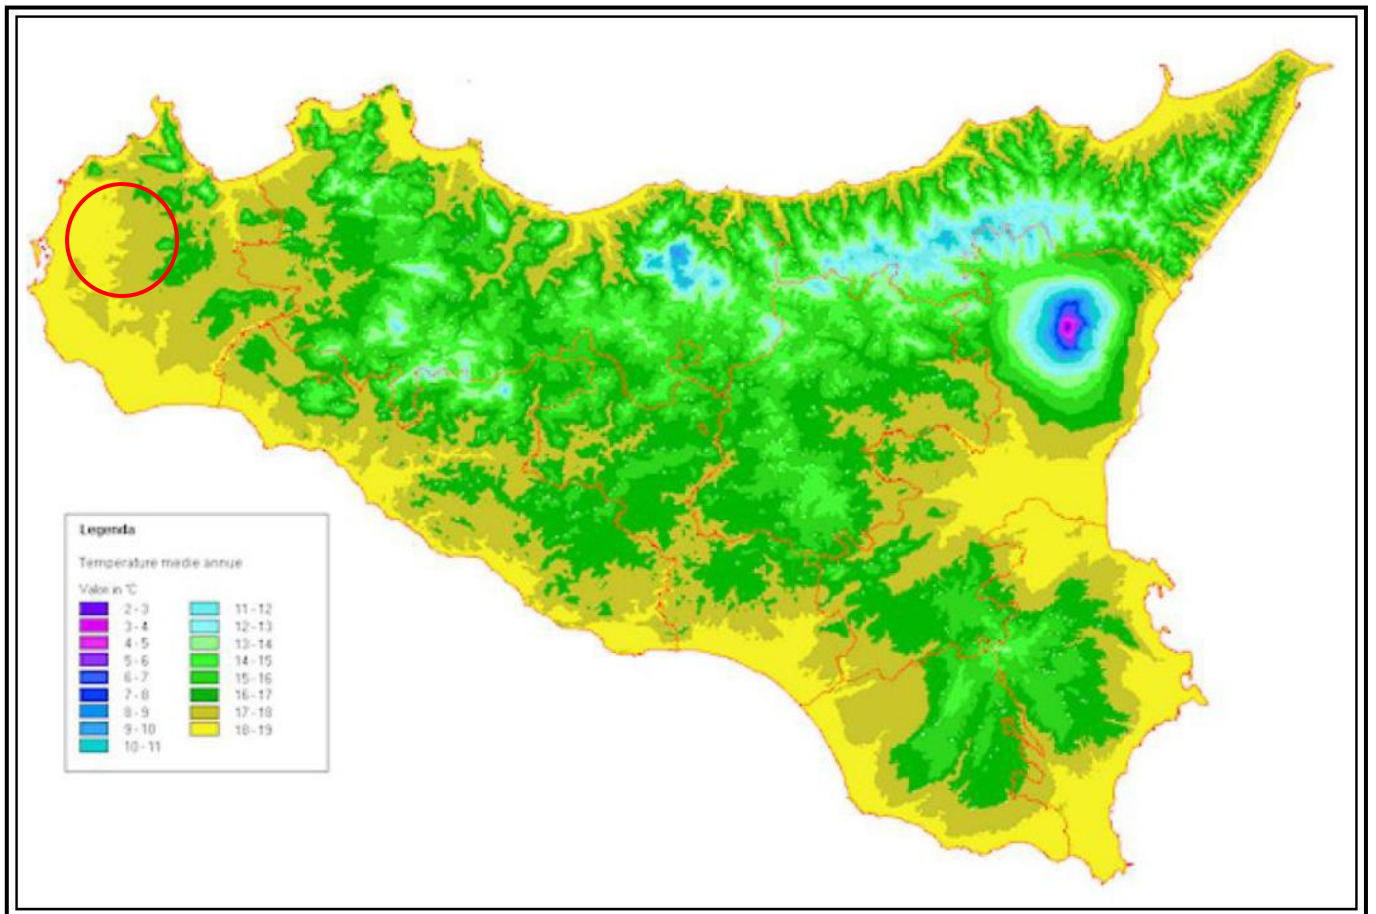 Legenda
Temperature medie annue
Valori in °C
2 - 3
3 - 4
4 - 5
5 - 6
6 - 7
7 - 8
8 - 9
9 - 10
10 - 11
11 - 12
12 - 13
13 - 14
14 - 15
15 - 16
16 - 17
17 - 18
18 - 19